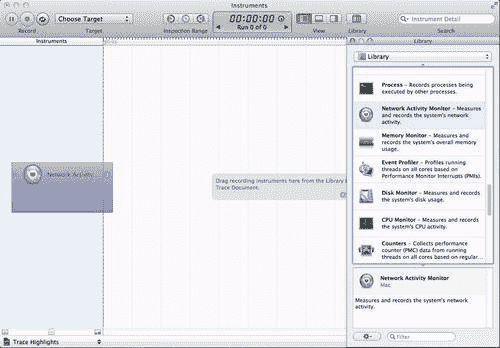 Instruments
Choose Target
00:00:00
Run 0 of 0
Instrument Detail
Record
Target
Inspection Range
View
Library
Search
Instruments
Library
Library
Process – Records processes being
executed by other processes.
Network Activity Monitor – Measures
and records the system's network
activity.
Memory Monitor – Measures and
records the system's overall memory
usage.
Event Profiler – Profiles running
threads on all cores based on
Performance Monitor Interrupts (PMIs).
Disk Monitor – Measures and records
the system's disk usage.
CPU Monitor – Measures and records
the system's CPU activity.
Counters – Collects performance
counter (PMC) data from running
threads on all cores based on regular...
Network Activity
Drag recording instruments here from the Library
Trace Document.
Network Activity Monitor
Mac
Measures and records the system's network
activity.
Filter
Trace Highlights